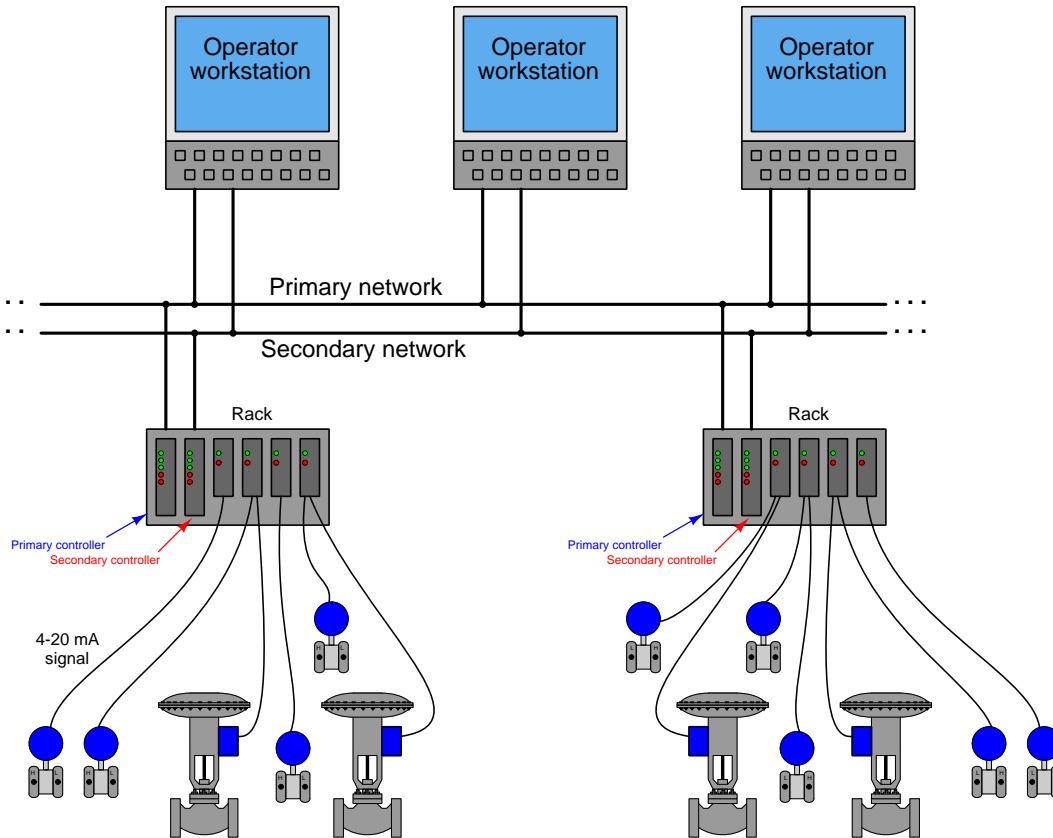 Operator
workstation
Operator
workstation
Operator
workstation
Primary network
. .
. . .
. .
. . .
Secondary network
Rack
Rack
Primary controller
Secondary controller
Primary controller
Secondary controller
4-20 mA
signal
H L
H L
H L
L H
H L
H L
L H
L H
L H